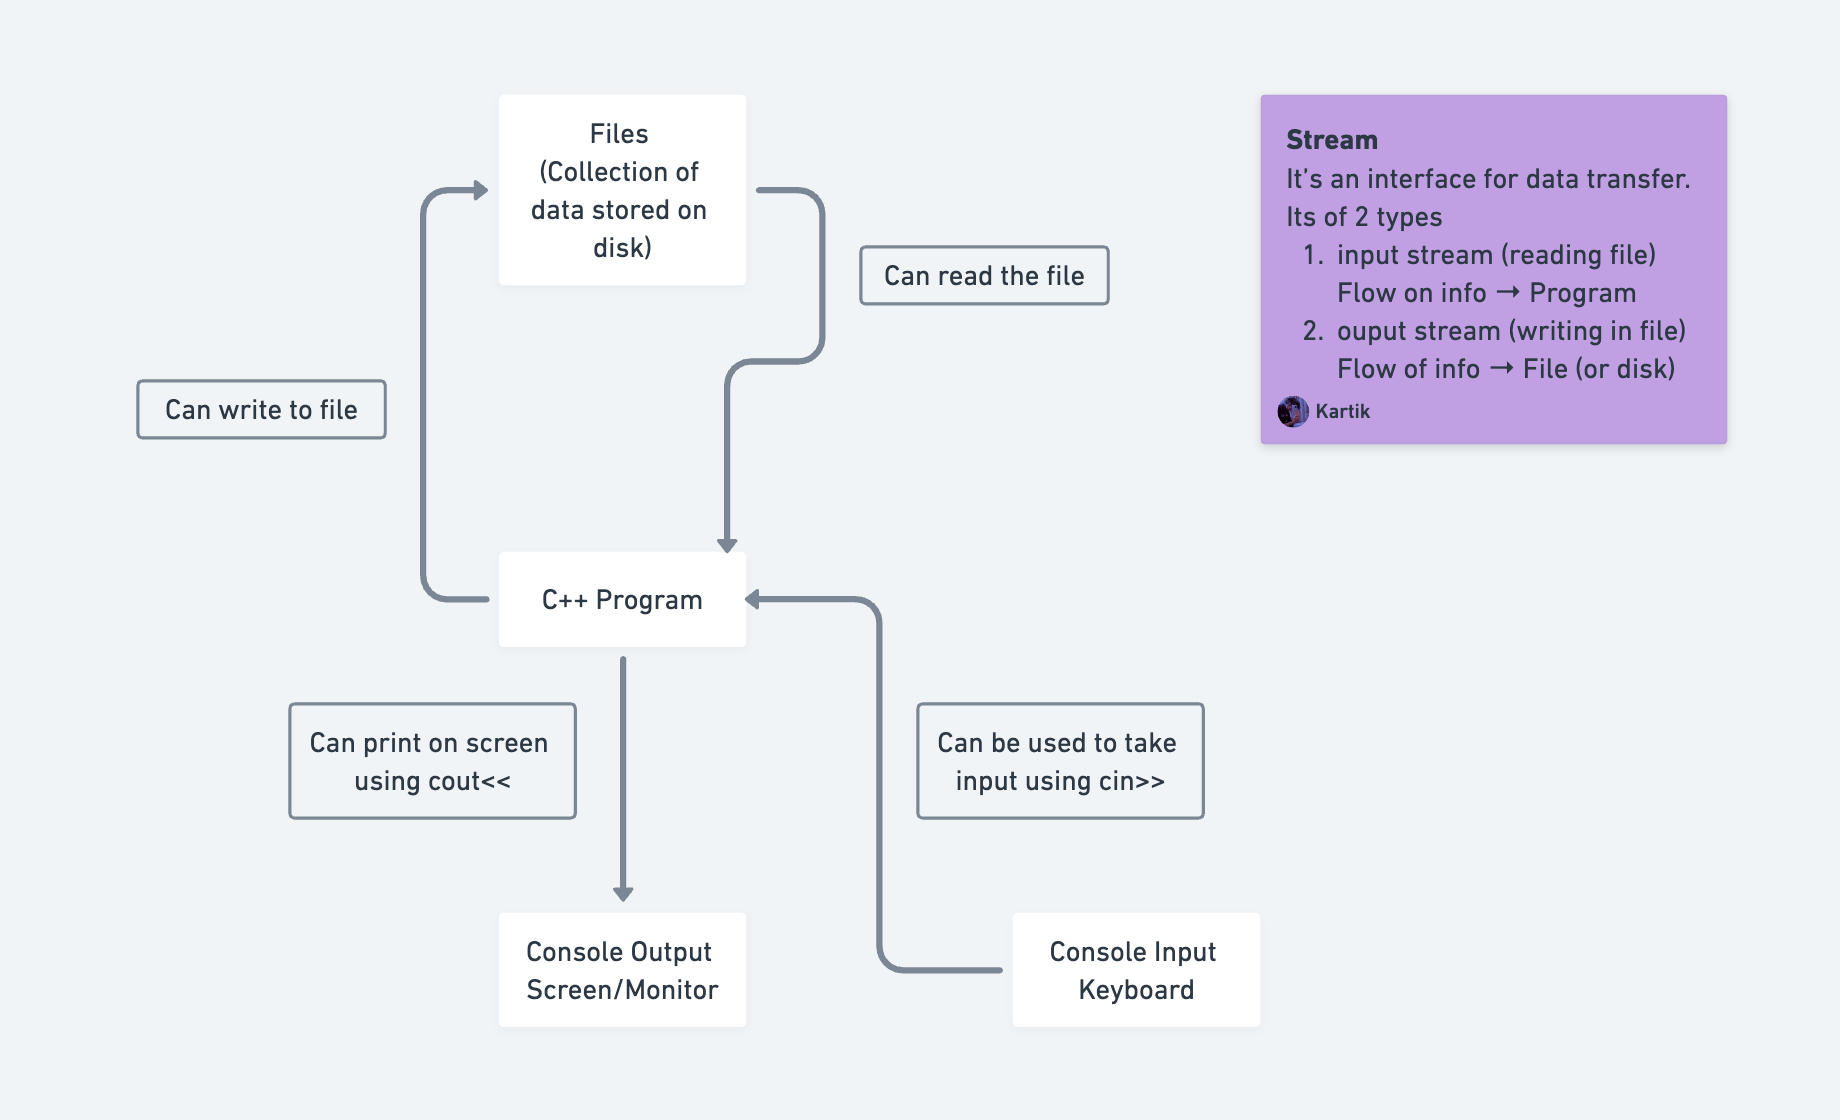 Files
(Collection of
data stored on
disk)
Stream
It's an interface for data transfer.
Its of 2 types
1. input stream (reading file)
Flow on info → Program
2. ouput stream (writing in file)
Flow of info → File (or disk)
Kartik
Can read the file
Can write to file
C++ Program
Can print on screen
using cout<<
Can be used to take
input using cin>>
Console Output
Screen/Monitor
Console Input
Keyboard